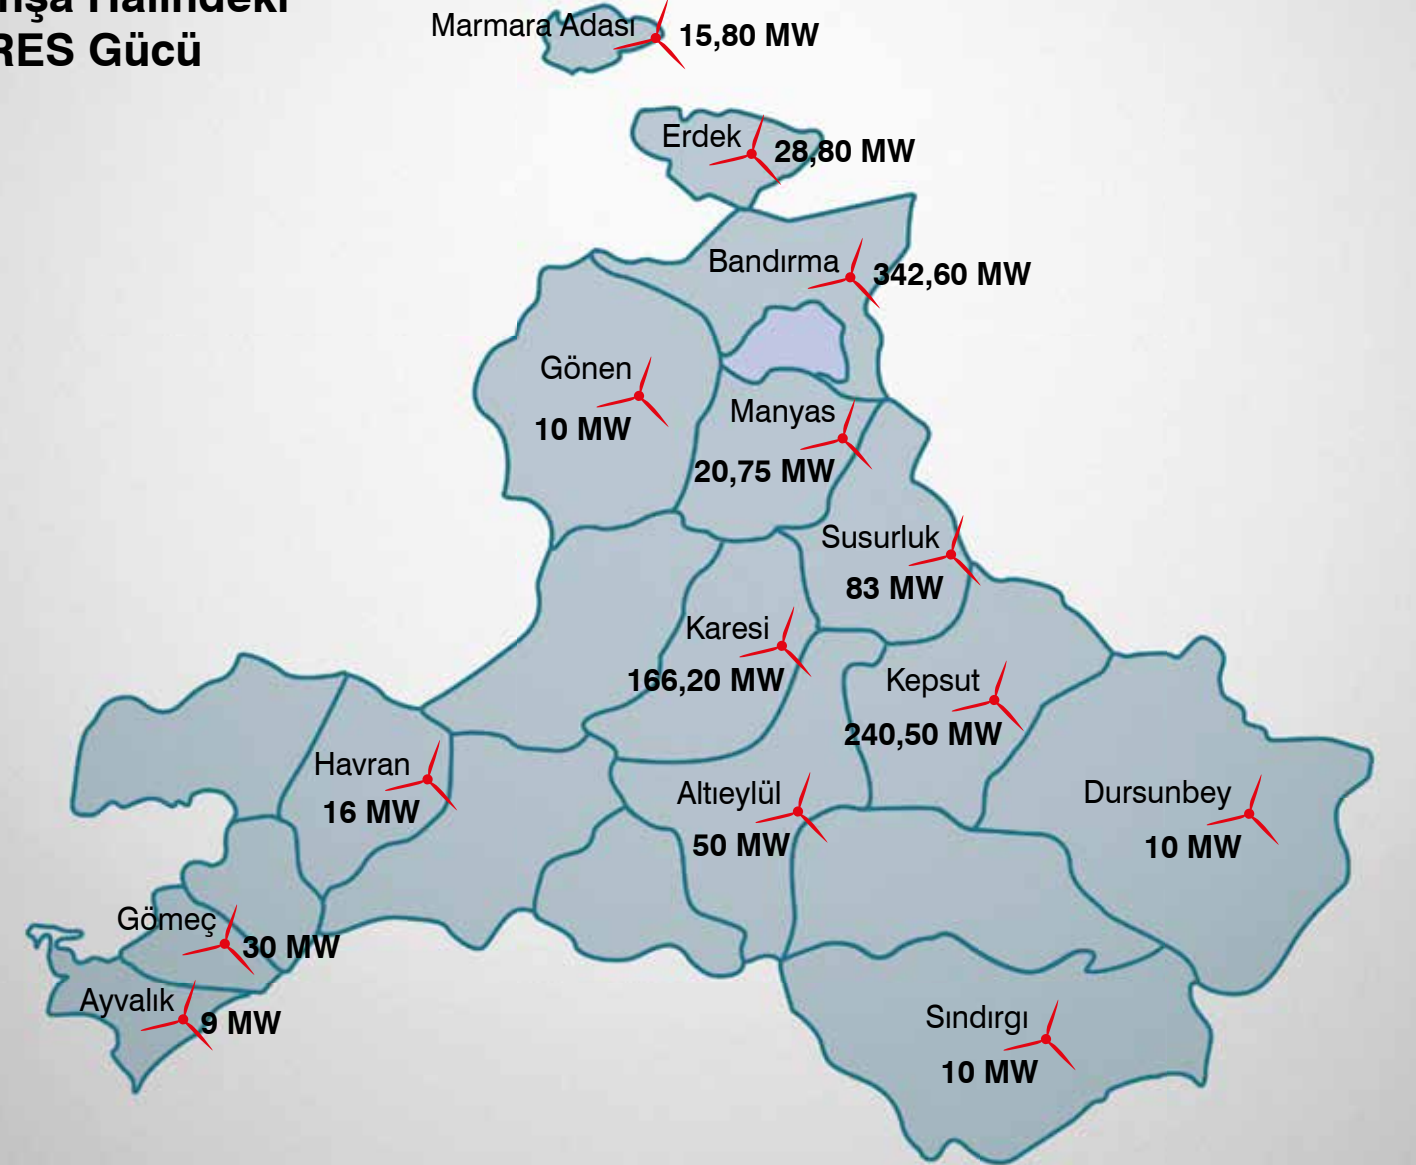 RES Gücü
Marmara Adası 15,80 MW
Erdek 28,80 MW
Bandırma 342,60 MW
Gönen
10 MW
Manyas
20,75 MW
Susurluk
83 MW
Karesi
166,20 MW
Kepsut
240,50 MW
Havran
16 MW
Altıeylül
50 MW
Dursunbey
10 MW
Gömeç
30 MW
Ayvalık
9 MW
Sındırgı
10 MW